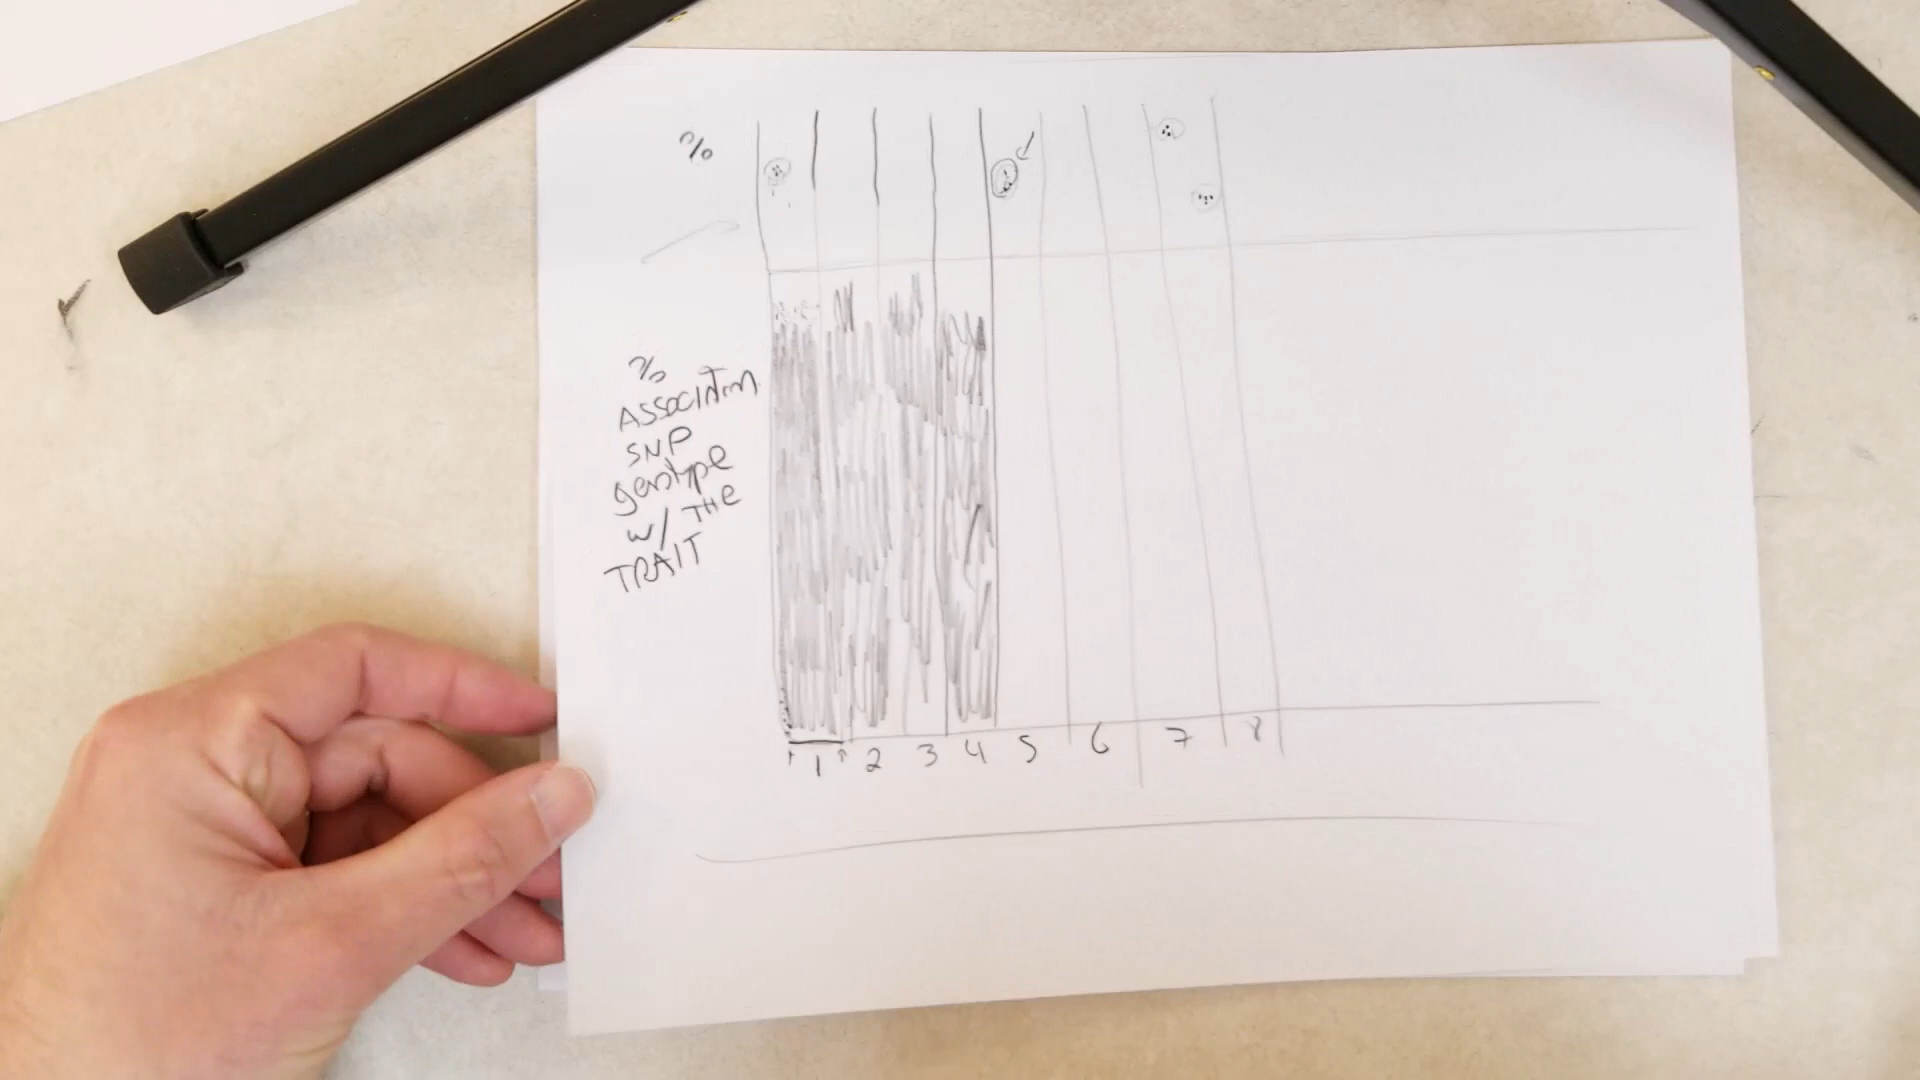 %
%
ASSOCIATION
SNP
genotype
w/ THE
TRAIT
1 2 3 4 5 6 7 8